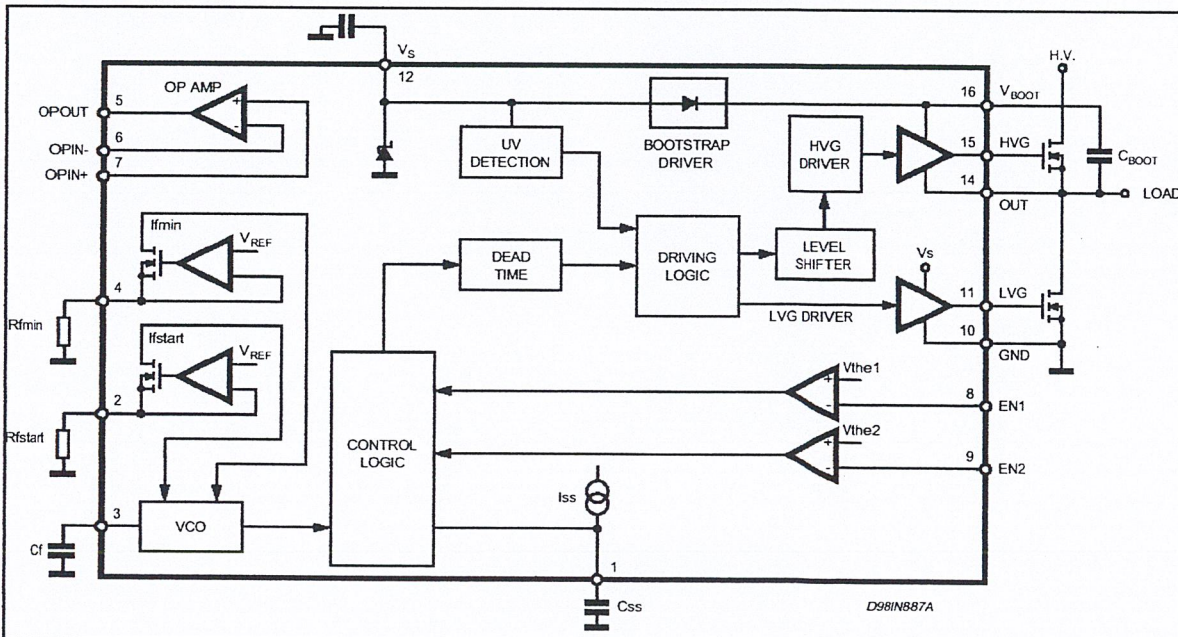 VS
12
OP AMP
5
OPOUT
6
OPIN-
7
OPIN+
+
-
UV
DETECTION
BOOTSTRAP
DRIVER
HVG
DRIVER
16
VBOOT
H.V.
15
HVG
CBOOT
14
OUT
LOAD
Ifmin
VREF
4
Rfmin
DEAD
TIME
DRIVING
LOGIC
LEVEL
SHIFTER
Vs
LVG DRIVER
11
LVG
10
GND
Ifstart
VREF
2
Rfstart
CONTROL
LOGIC
Vthe1
+
-
8
EN1
Vthe2
+
-
9
EN2
Iss
3
VCO
Cf
1
Css
D98IN887A